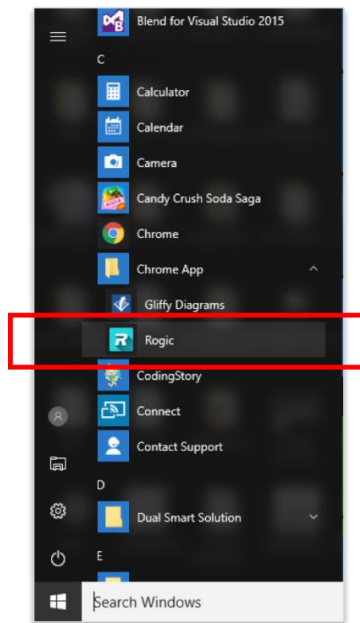 Blend for Visual Studio 2015
C
Calculator
Calendar
Camera
Candy Crush Soda Saga
Chrome
Chrome App
Gliffy Diagrams
Rogic
CodingStory
Connect
Contact Support
D
Dual Smart Solution
E
Search Windows